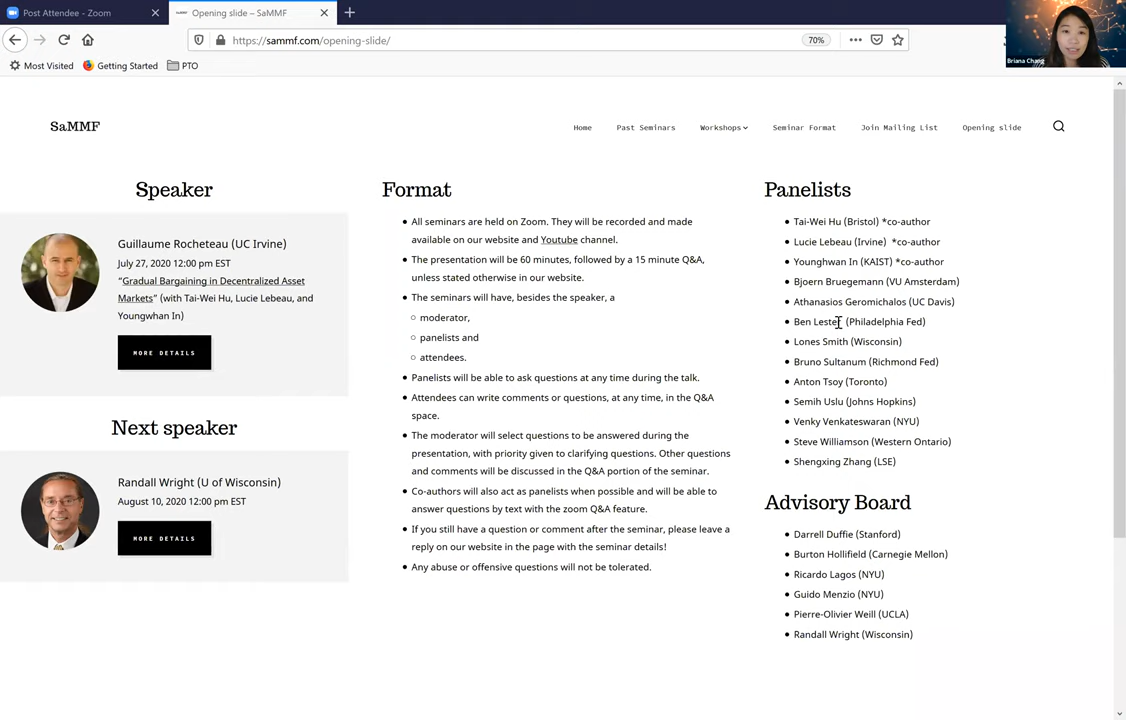 Post Attendee - Zoom
Opening slide – SaMMF
https://sammf.com/opening-slide/
70%
Most Visited
Getting Started
PTO
Briana Chang
SaMMF
Home
Past Seminars
Workshops
Seminar Format
Join Mailing List
Opening slide
Speaker
Guillaume Rocheteau (UC Irvine)
July 27, 2020 12:00 pm EST
“Gradual Bargaining in Decentralized Asset
Markets” (with Tai-Wei Hu, Lucie Lebeau, and
Youngwhan In)
MORE DETAILS
Next speaker
Randall Wright (U of Wisconsin)
August 10, 2020 12:00 pm EST
MORE DETAILS
Format
All seminars are held on Zoom. They will be recorded and made
available on our website and Youtube channel.
The presentation will be 60 minutes, followed by a 15 minute Q&A,
unless stated otherwise in our website.
The seminars will have, besides the speaker, a
moderator,
panelists and
attendees.
Panelists will be able to ask questions at any time during the talk.
Attendees can write comments or questions, at any time, in the Q&A
space.
The moderator will select questions to be answered during the
presentation, with priority given to clarifying questions. Other questions
and comments will be discussed in the Q&A portion of the seminar.
Co-authors will also act as panelists when possible and will be able to
answer questions by text with the zoom Q&A feature.
If you still have a question or comment after the seminar, please leave a
reply on our website in the page with the seminar details!
Any abuse or offensive questions will not be tolerated.
Panelists
Tai-Wei Hu (Bristol) *co-author
Lucie Lebeau (Irvine) *co-author
Younghwan In (KAIST) *co-author
Bjoern Bruegemann (VU Amsterdam)
Athanasios Geromichalos (UC Davis)
Ben Lester (Philadelphia Fed)
Lones Smith (Wisconsin)
Bruno Sultanum (Richmond Fed)
Anton Tsoy (Toronto)
Semih Uslu (Johns Hopkins)
Venky Venkateswaran (NYU)
Steve Williamson (Western Ontario)
Shengxing Zhang (LSE)
Advisory Board
Darrell Duffie (Stanford)
Burton Hollifield (Carnegie Mellon)
Ricardo Lagos (NYU)
Guido Menzio (NYU)
Pierre-Olivier Weill (UCLA)
Randall Wright (Wisconsin)